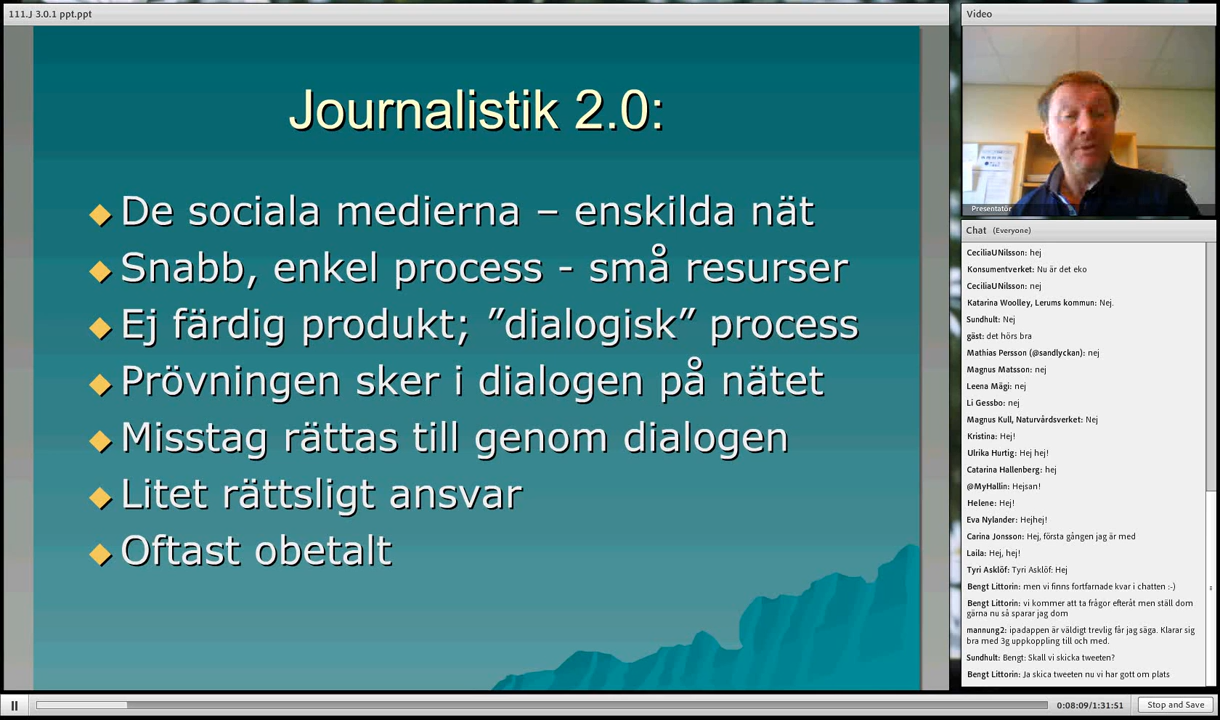 111.J 3.0.1 ppt.ppt
Journalistik 2.0:
De sociala medierna – enskilda nät
Snabb, enkel process - små resurser
Ej färdig produkt; ”dialogisk” process
Prövningen sker i dialogen på nätet
Misstag rättas till genom dialogen
Litet rättsligt ansvar
Oftast obetalt
Video
Presentatör
Chat (Everyone)
CeciliaUNilsson: hej
Konsumentverket: Nu är det eko
CeciliaUNilsson: nej
Katarina Woolley, Lerums kommun: Nej.
Sundhult: Nej
gäst: det hörs bra
Mathias Persson (@sandlyckan): nej
Magnus Matsson: nej
Leena Mägi: nej
Li Gessbo: nej
Magnus Kull, Naturvårdsverket: Nej
Kristina: Hej!
Ulrika Hurtig: Hej hej!
Catarina Hallenberg: hej
@MyHallin: Hejsan!
Helene: Hej!
Eva Nylander: Hejhej!
Carina Jonsson: Hej, första gången jag är med
Laila: Hej, hej!
Tyri Asklöf: Tyri Asklöf: Hej
Bengt Littorin: men vi finns fortfarnade kvar i chatten :-)
Bengt Littorin: vi kommer att ta frågor efteråt men ställ dom
gärna nu så sparar jag dom
mannung2: ipadappen är väldigt trevlig får jag säga. Klarar sig
bra med 3g uppkoppling till och med.
Sundhult: Bengt: Skall vi skicka tweeten?
Bengt Littorin: Ja skica tweeten nu vi har gott om plats
0:08:09/1:31:51
Stop and Save